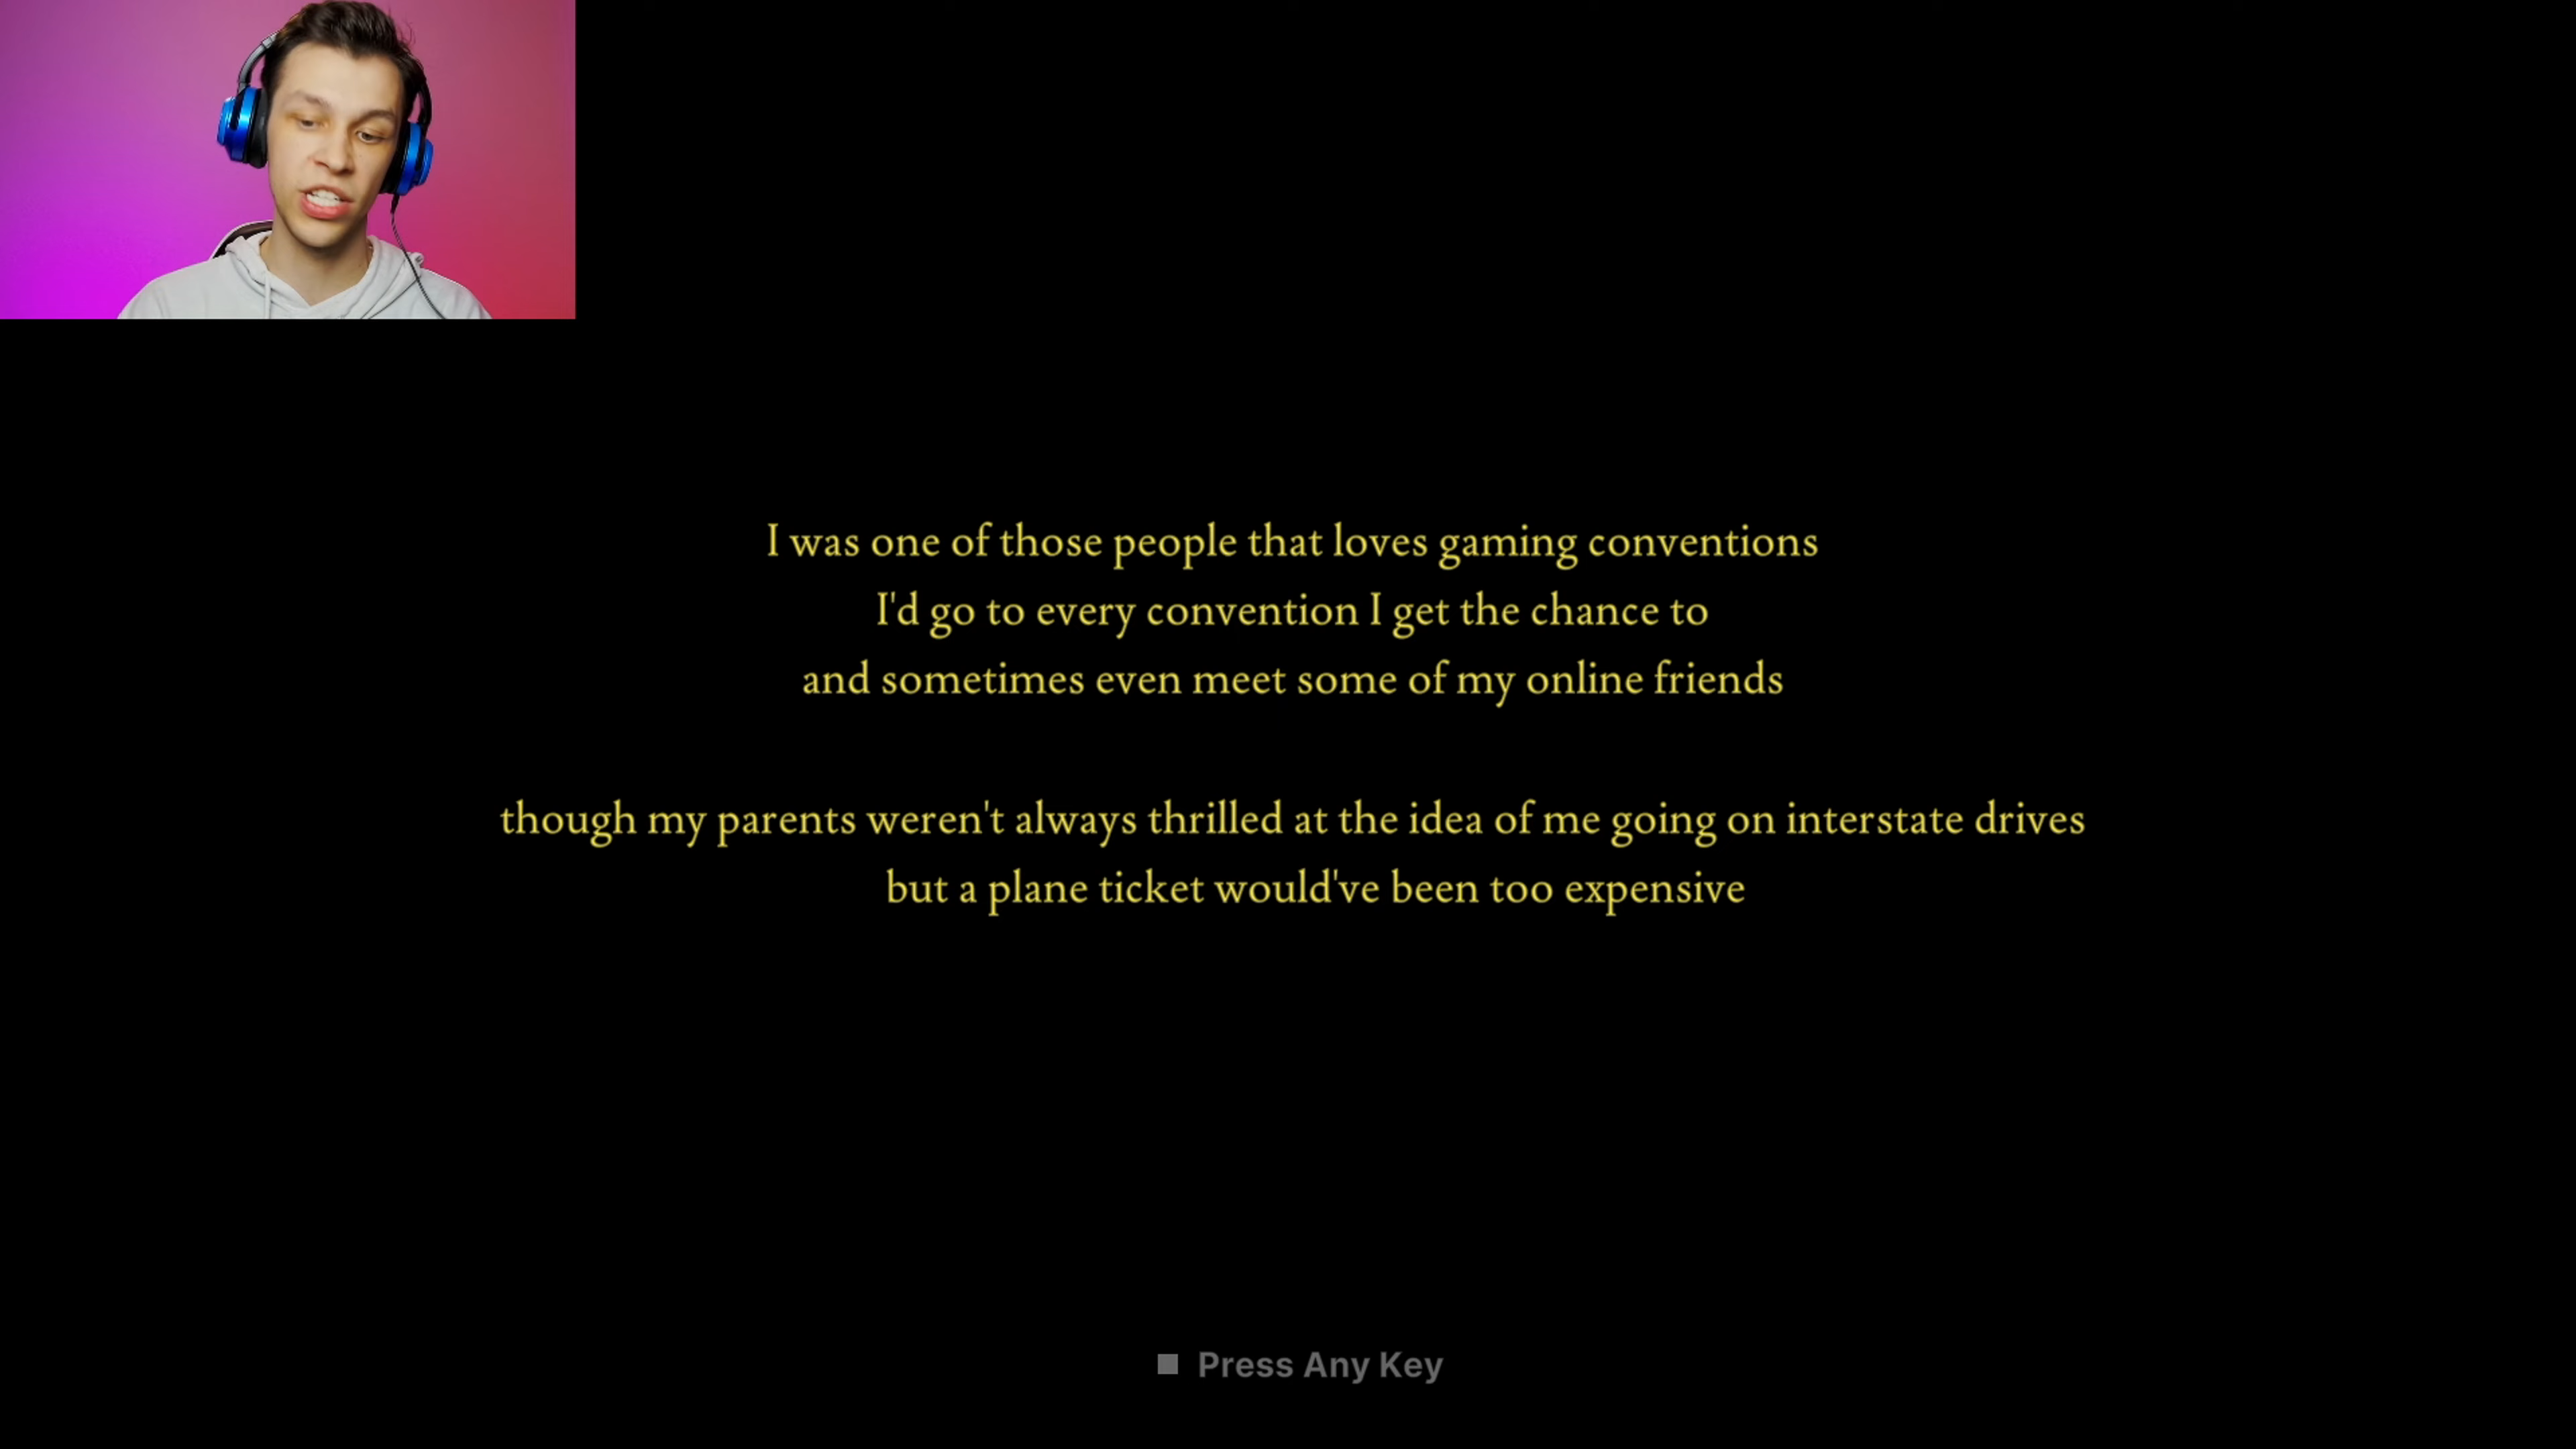 I was one of those people that loves gaming conventions
I'd go to every convention I get the chance to
and sometimes even meet some of my online friends
though my parents weren't always thrilled at the idea of me going on interstate drives
but a plane ticket would've been too expensive
Press Any Key